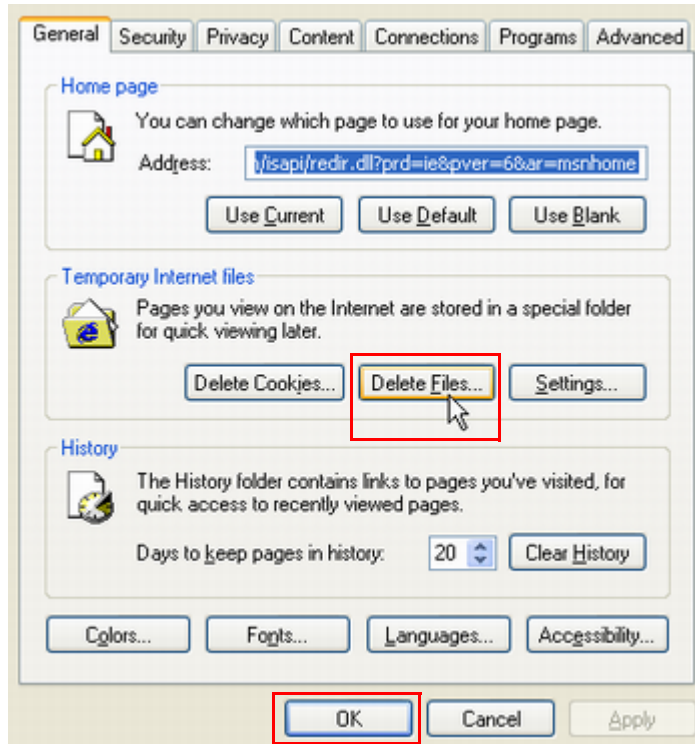 General Security Privacy Content Connections Programs Advanced
Home page
You can change which page to use for your home page.
Address: /isapi/redir.dll?prd=ie&pver=6&ar=msnhome
Use Current Use Default Use Blank
Temporary Internet files
Pages you view on the Internet are stored in a special folder
for quick viewing later.
Delete Cookies... Delete Files... Settings...
History
The History folder contains links to pages you've visited, for
quick access to recently viewed pages.
Days to keep pages in history: 20 Clear History
Colors... Fonts... Languages... Accessibility...
OK Cancel Apply